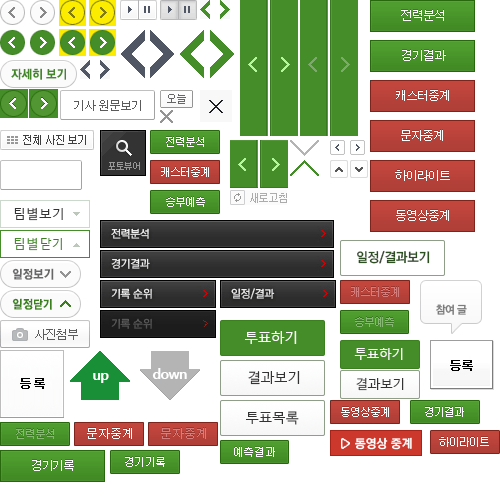 전력분석
경기결과
자세히 보기
캐스터중계
기사 원문보기
오늘
문자중계
전체 사진 보기
포토뷰어
전력분석
캐스터중계
하이라이트
승부예측
새로고침
동영상중계
팀별 보기
팀별 닫기
전력분석
일정/결과보기
경기결과
일정보기
기록 순위
일정/결과
캐스터중계
참여 글
일정닫기
기록 순위
승부예측
사진첨부
투표하기
투표하기
등록
up
down
결과보기
결과보기
등록
투표목록
동영상중계
경기결과
전력분석
문자중계
문자중계
예측결과
동영상 중계
하이라이트
경기기록
경기기록